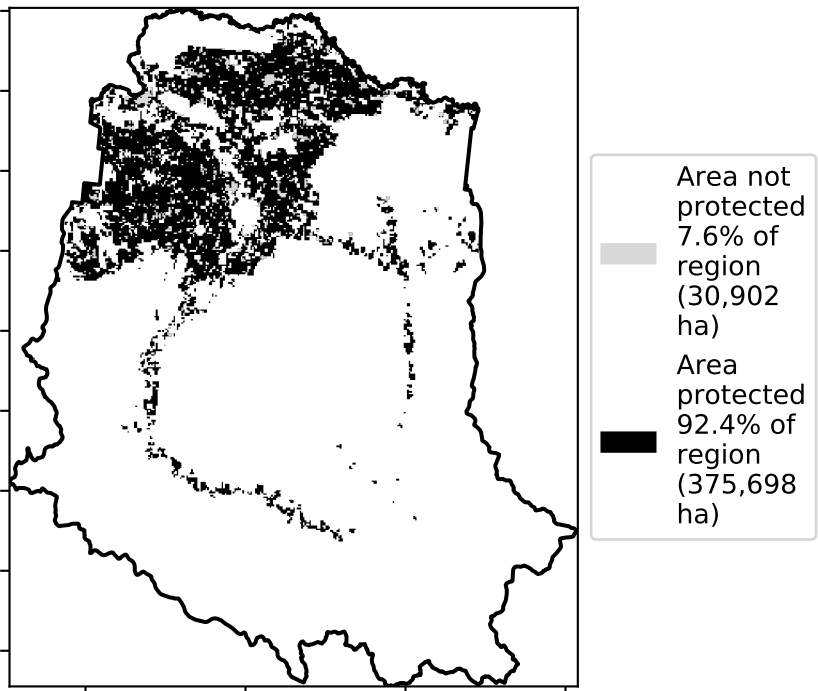 Area not
protected
7.6% of
region
(30,902
ha)
Area
protected
92.4% of
region
(375,698
ha)